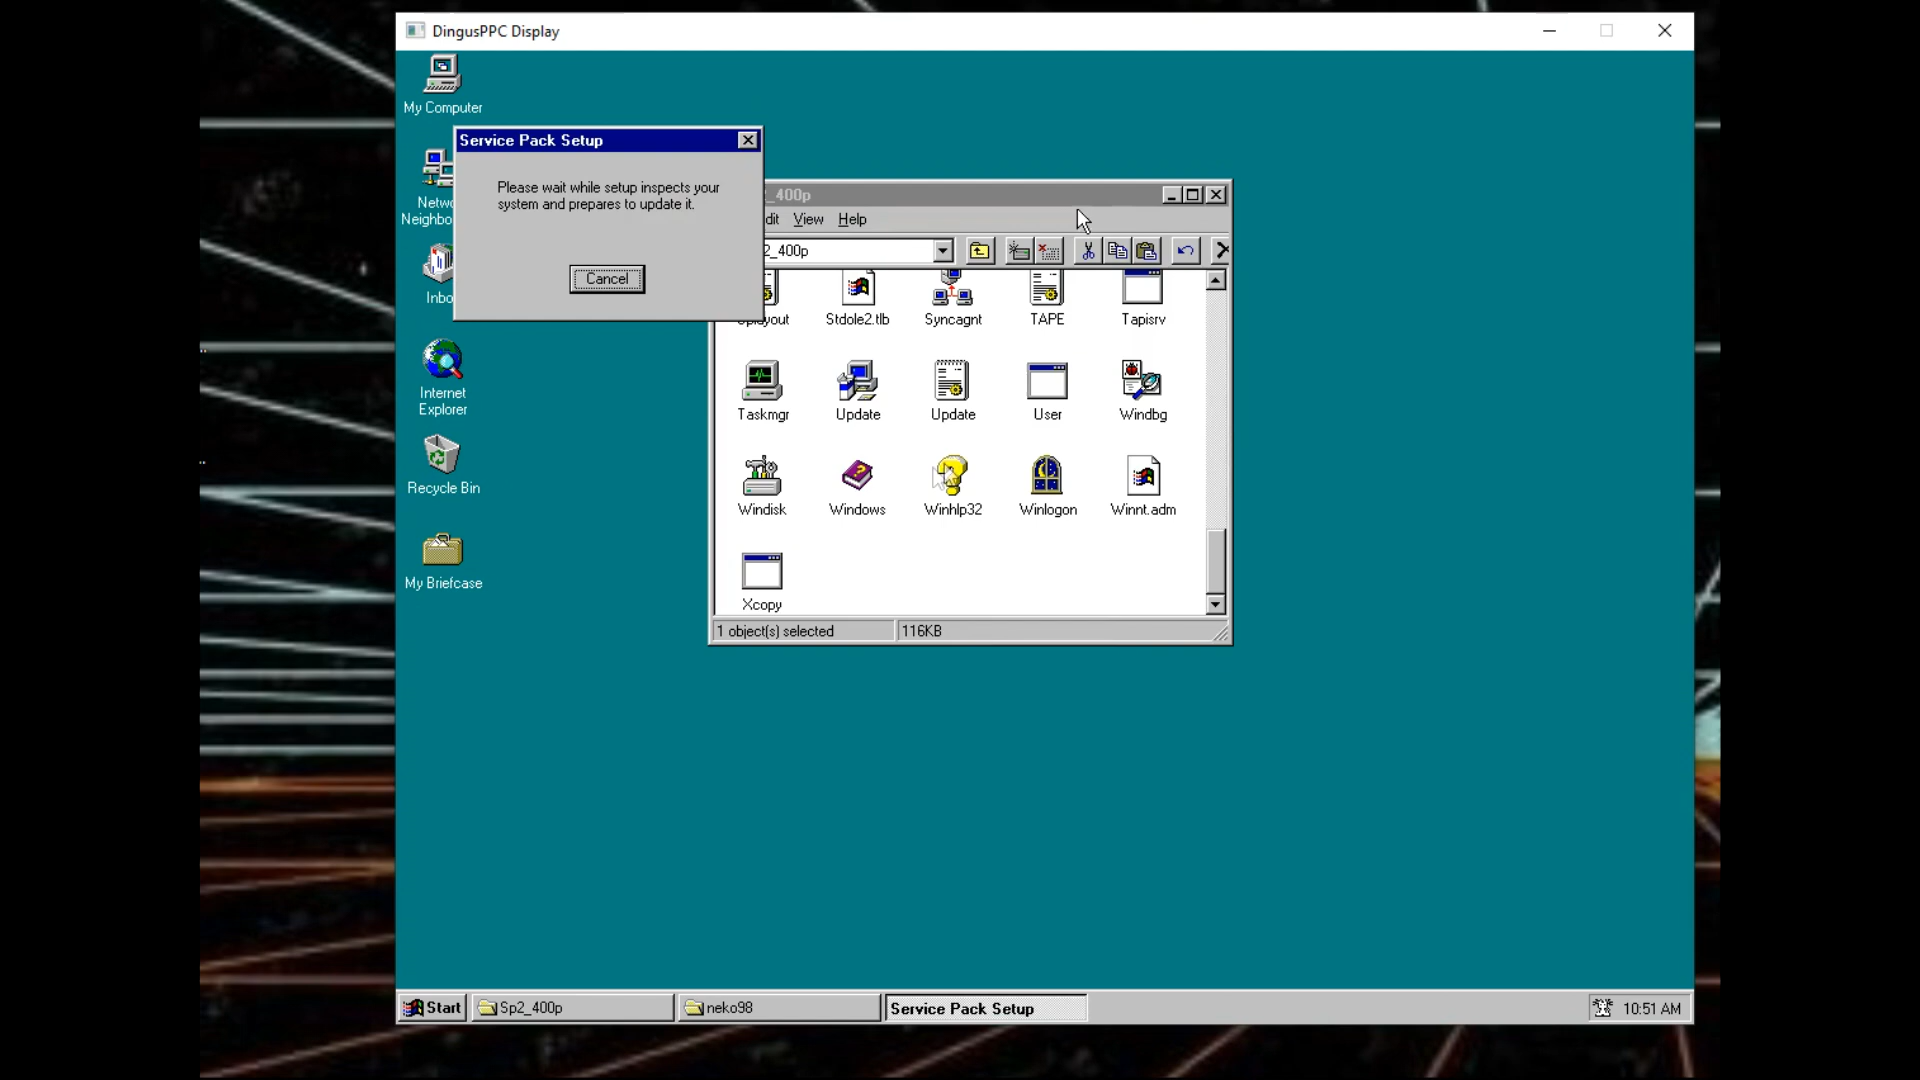 DingusPPC Display
My Computer
Service Pack Setup
Please wait while setup inspects your
system and prepares to update it.
Cancel
Netwo
Neighbo
Inbo
Internet
Explorer
Recycle Bin
My Briefcase
_400p
dit View Help
2_400p
Stdole2.tlb
Syncagnt
TAPE
Tapisrv
Taskmgr
Update
Update
User
Windbg
Windisk
Windows
Winhlp32
Winlogon
Winnt.adm
Xcopy
1 object(s) selected
116KB
Start
Sp2_400p
neko98
Service Pack Setup
10:51 AM